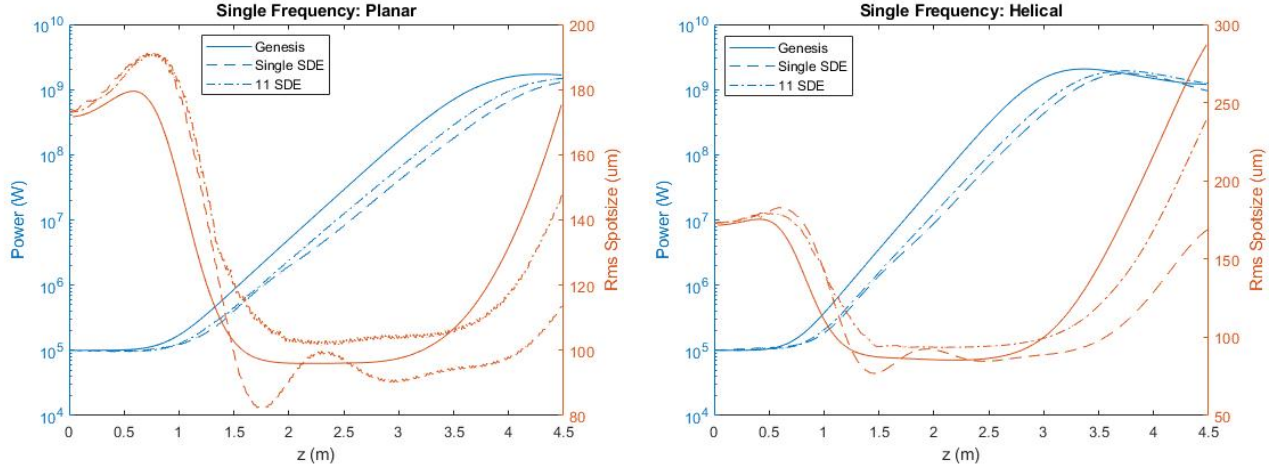 Single Frequency: Planar
Genesis
Single SDE
11 SDE
Power (W)
10^10
10^9
10^8
10^7
10^6
10^5
10^4
Rms Spotsize (um)
200
180
160
140
120
100
80
0 0.5 1 1.5 2 2.5 3 3.5 4 4.5
z (m)
Single Frequency: Helical
Genesis
Single SDE
11 SDE
Power (W)
10^10
10^9
10^8
10^7
10^6
10^5
10^4
Rms Spotsize (um)
300
250
200
150
100
50
0 0.5 1 1.5 2 2.5 3 3.5 4 4.5
z (m)